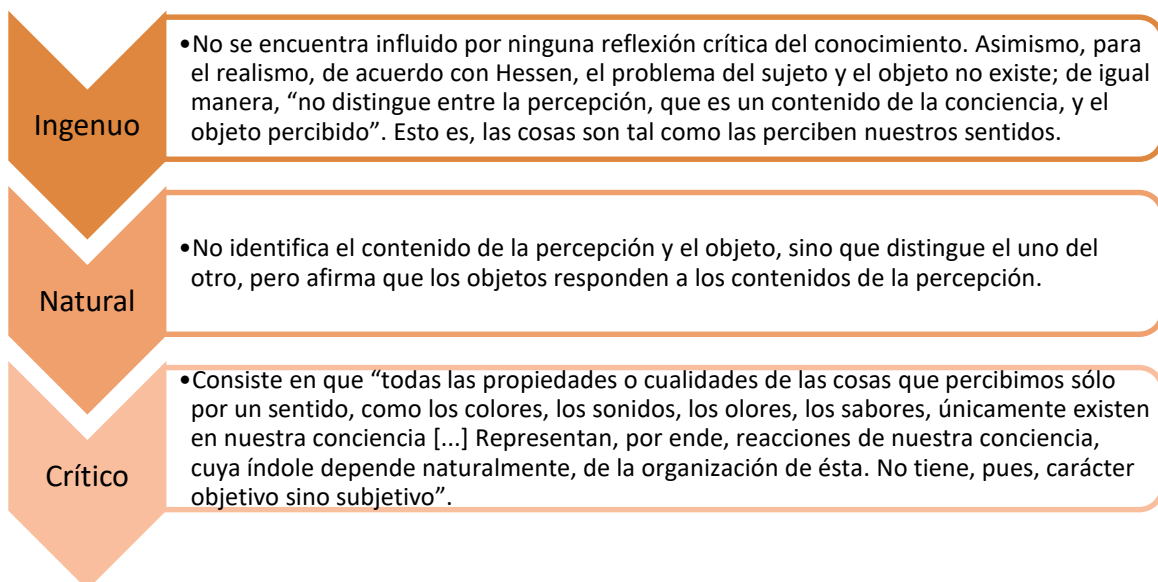 Ingenuo
•No se encuentra influido por ninguna reflexión crítica del conocimiento. Asimismo, para
el realismo, de acuerdo con Hessen, el problema del sujeto y el objeto no existe; de igual
manera, “no distingue entre la percepción, que es un contenido de la conciencia, y el
objeto percibido”. Esto es, las cosas son tal como las perciben nuestros sentidos.
Natural
•No identifica el contenido de la percepción y el objeto, sino que distingue el uno del
otro, pero afirma que los objetos responden a los contenidos de la percepción.
Crítico
•Consiste en que “todas las propiedades o cualidades de las cosas que percibimos sólo
por un sentido, como los colores, los sonidos, los olores, los sabores, únicamente existen
en nuestra conciencia [...] Representan, por ende, reacciones de nuestra conciencia,
cuya índole depende naturalmente, de la organización de ésta. No tiene, pues, carácter
objetivo sino subjetivo”.